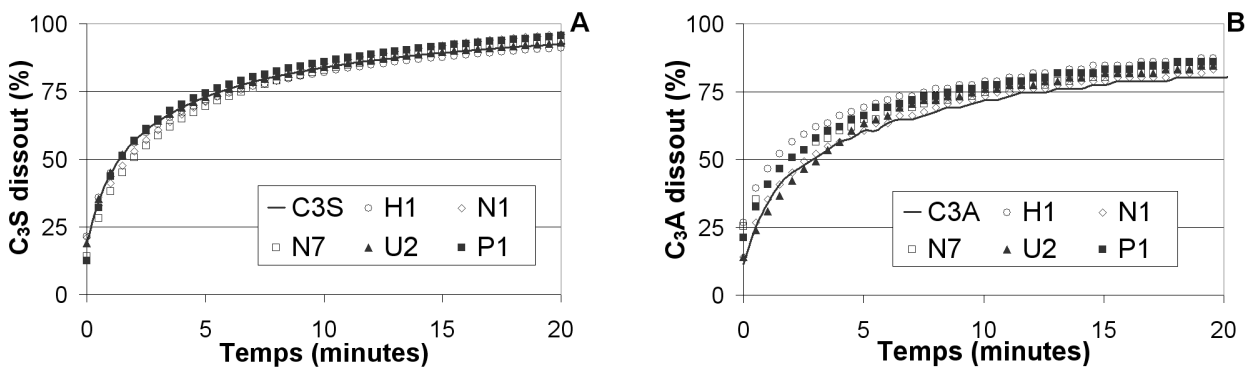 A
C3S dissout (%)
100
75
50
25
0
C3S H1 N1
N7 U2 P1
0 5 10 15 20
Temps (minutes)
B
C3A dissout (%)
100
75
50
25
0
C3A H1 N1
N7 U2 P1
0 5 10 15 20
Temps (minutes)